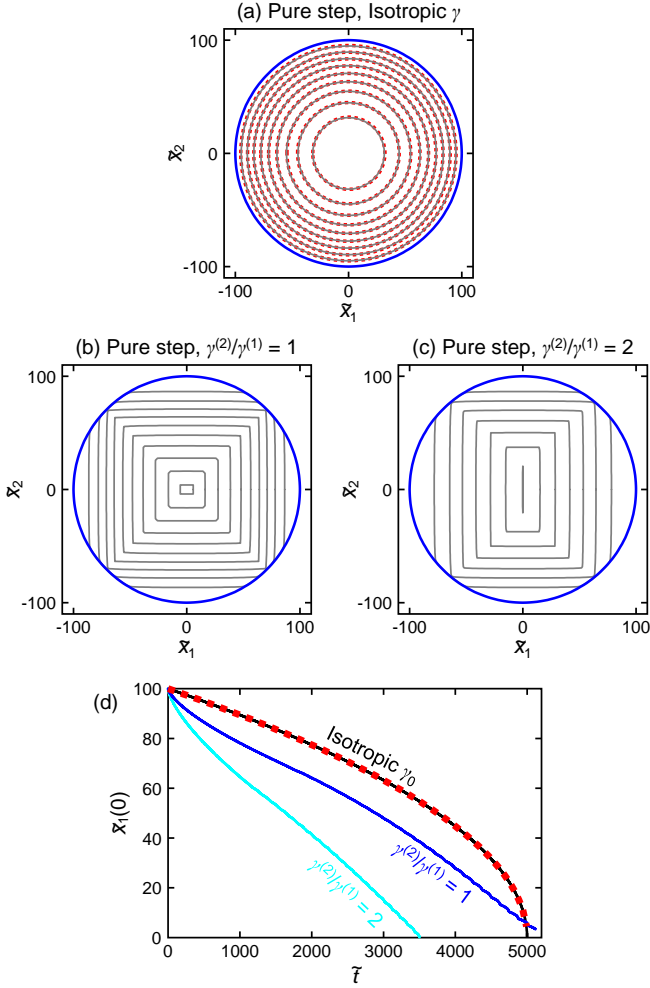 (a) Pure step, Isotropic γ
100
x̃₂
0
-100
-100 0 100
x̃₁
(b) Pure step, γ⁽²⁾/γ⁽¹⁾ = 1
(c) Pure step, γ⁽²⁾/γ⁽¹⁾ = 2
100 100
x̃₂ 0 x̃₂ 0
-100 -100
-100 0 100 -100 0 100
x̃₁ x̃₁
(d)
100
80
60
x̃₁(0)
40
20
0
Isotropic γ₀
γ⁽²⁾/γ⁽¹⁾ = 1
γ⁽²⁾/γ⁽¹⁾ = 2
0 1000 2000 3000 4000 5000
t̃